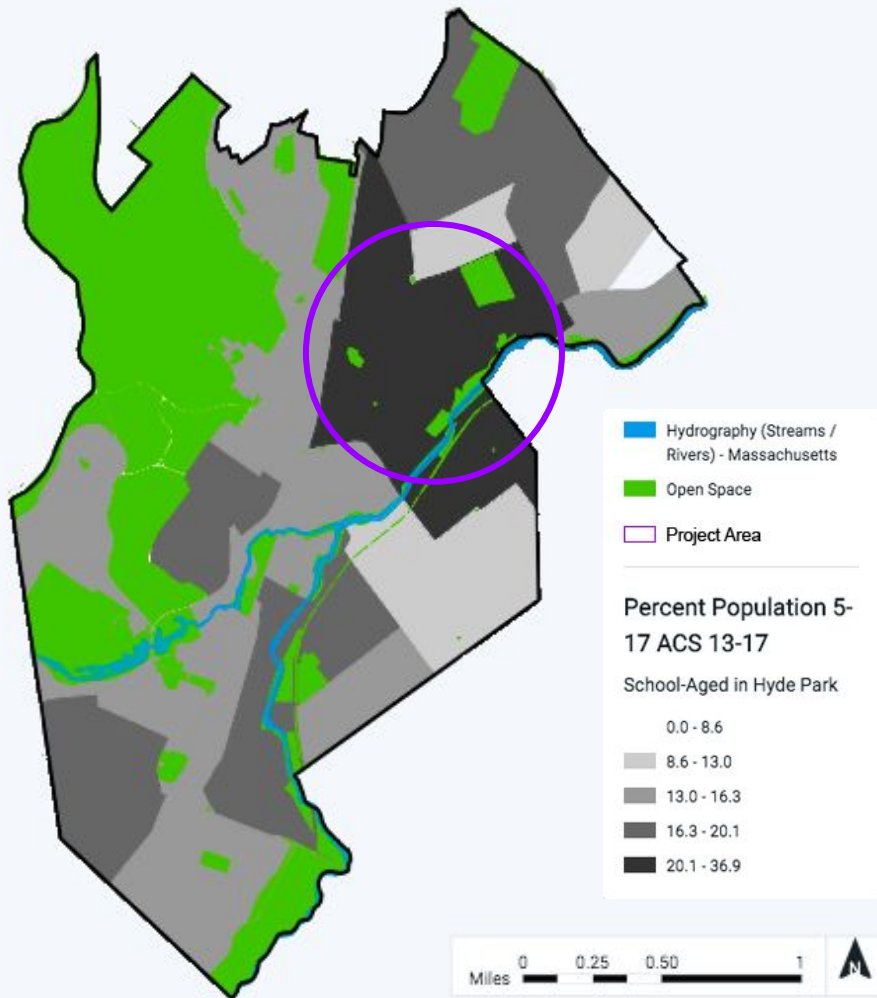 Hydrography (Streams /
Rivers) - Massachusetts
Open Space
Project Area
Percent Population 5-
17 ACS 13-17
School-Aged in Hyde Park
0.0 - 8.6
8.6 - 13.0
13.0 - 16.3
16.3 - 20.1
20.1 - 36.9
Miles 0 0.25 0.50 1
N